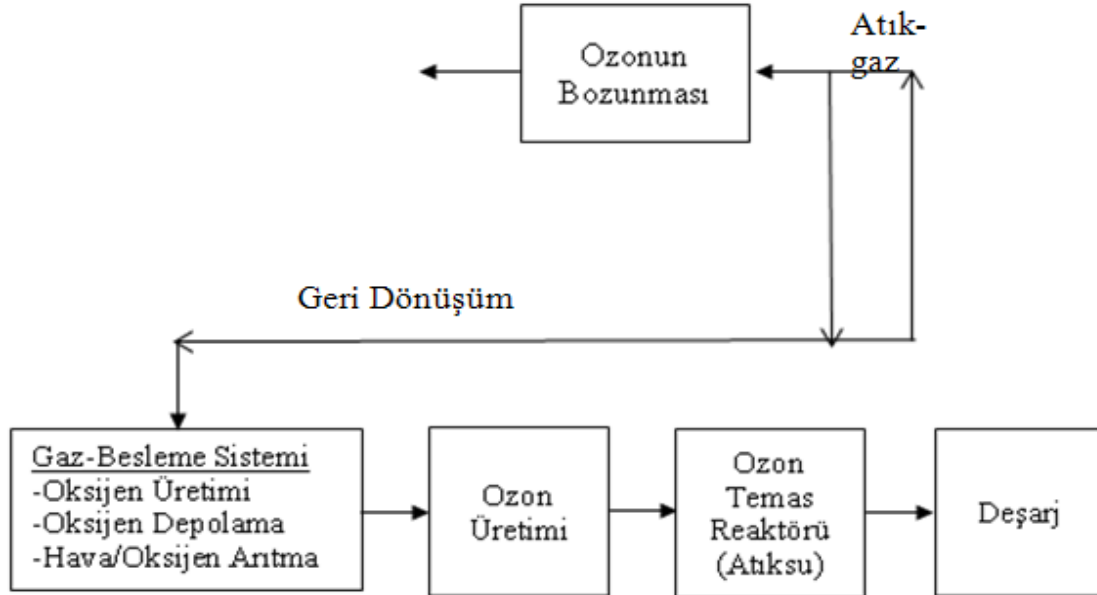 Atık-
gaz
Ozonun
Bozunması
Geri Dönüşüm
Gaz-Besleme Sistemi
-Oksijen Üretimi
-Oksijen Depolama
-Hava/Oksijen Arıtma
Ozon
Üretimi
Ozon
Temas
Reaktörü
(Atıksu)
Deşarj